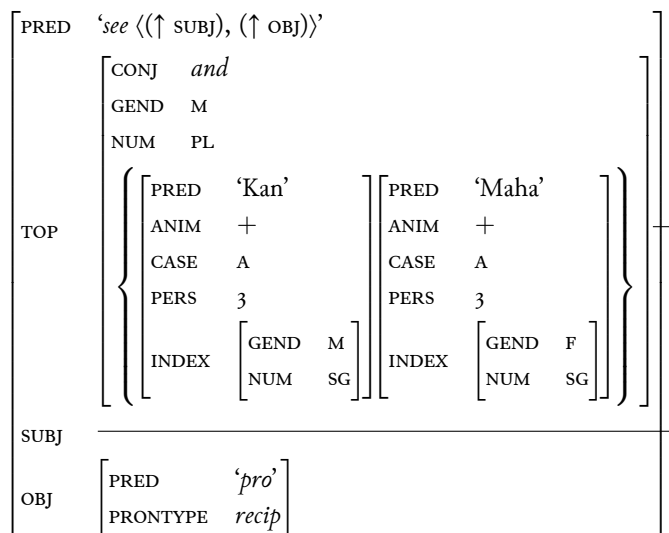 PRED ‘see ⟨(↑ SUBJ), (↑ OBJ)⟩’
CONJ and
GEND M
NUM PL
PRED ‘Kan’ PRED ‘Maha’
TOP ANIM + ANIM +
CASE A CASE A
PERS 3 PERS 3
INDEX GEND M INDEX GEND F
NUM SG NUM SG
SUBJ
OBJ PRED ‘pro’
PRONTYPE recip